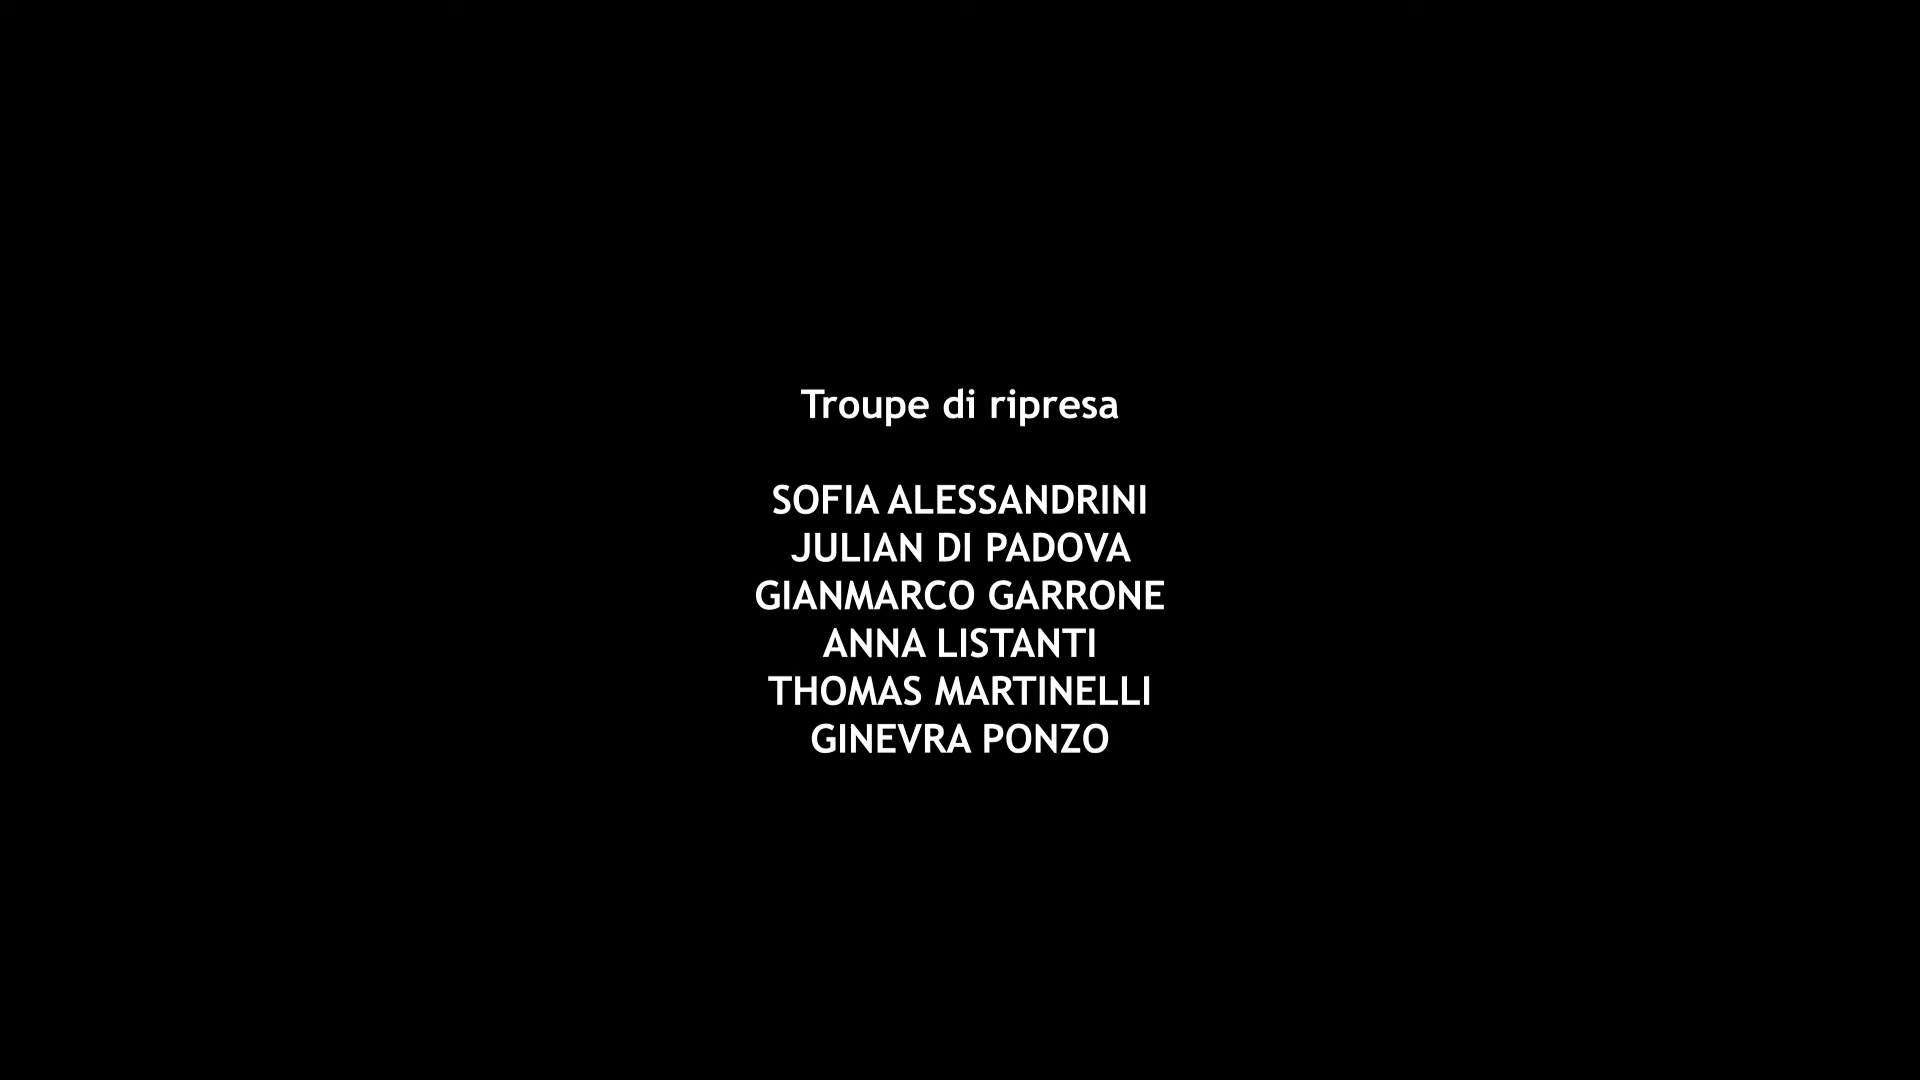 Troupe di ripresa
SOFIA ALESSANDRINI
JULIAN DI PADOVA
GIANMARCO GARRONE
ANNA LISTANTI
THOMAS MARTINELLI
GINEVRA PONZO